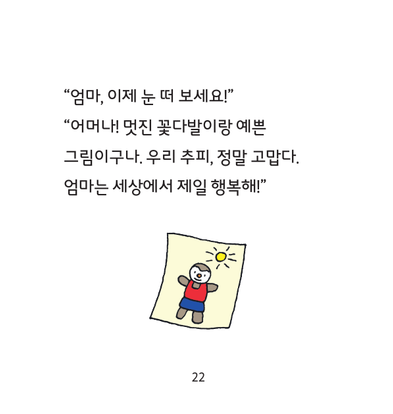 “엄마, 이제 눈 떠 보세요!”
“어머나! 멋진 꽃다발이랑 예쁜
그림이구나. 우리 추피, 정말 고맙다.
엄마는 세상에서 제일 행복해!”
22